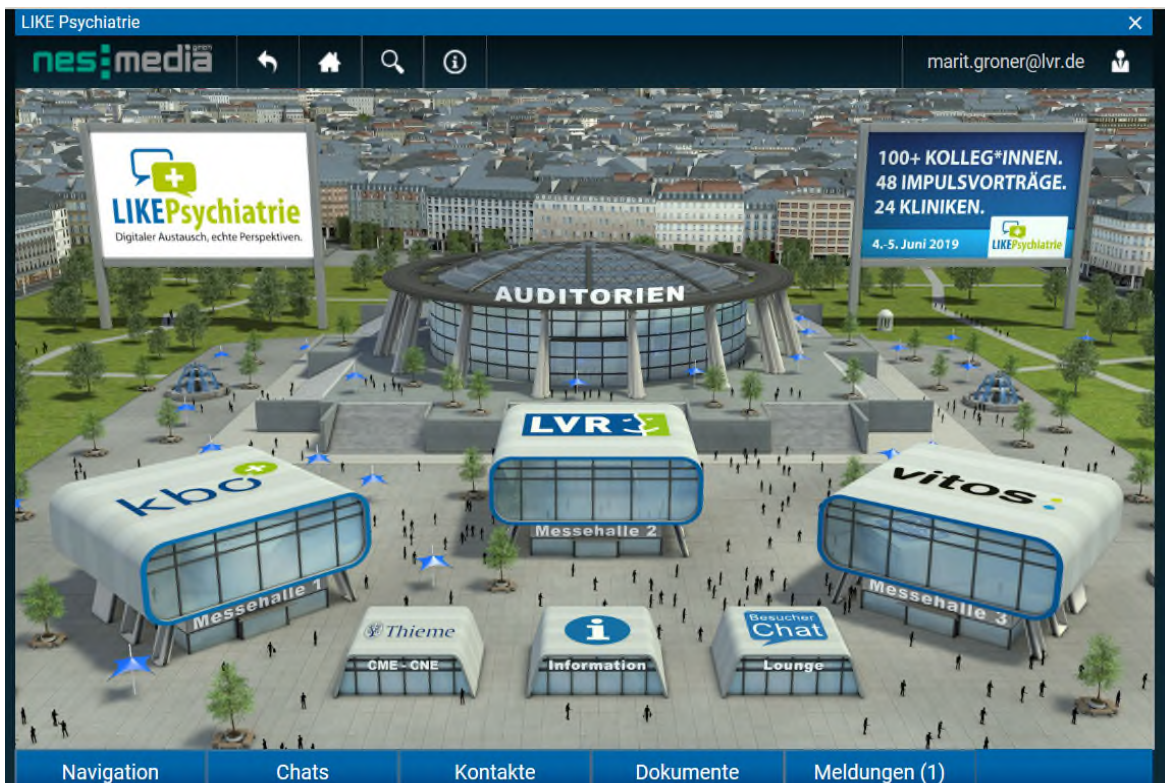 LIKE Psychiatrie
nes media gmbh
marit.groner@lvr.de
LIKEPsychiatrie
Digitaler Austausch, echte Perspektiven.
100+ KOLLEG*INNEN.
48 IMPULSVORTRÄGE.
24 KLINIKEN.
4.-5. Juni 2019
LIKEPsychiatrie
AUDITORIEN
LVR
kbo
vitos
Messehalle 2
Messehalle 1
Messehalle 3
Thieme
CME - CNE
i
Information
Besucher
Chat
Lounge
Navigation Chats Kontakte Dokumente Meldungen (1)